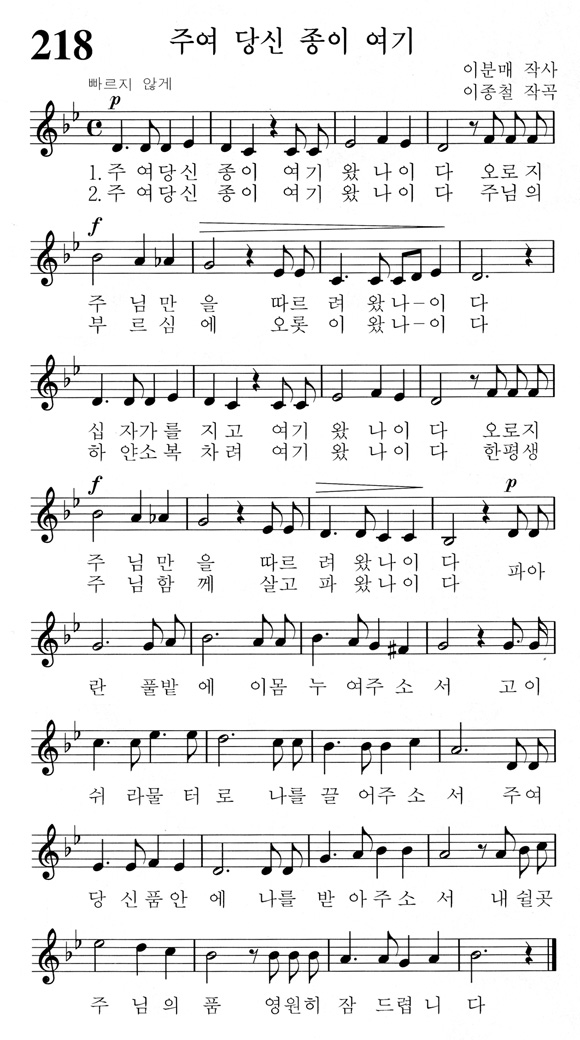 218 주여 당신 종이 여기
이분매 작사
빠르지 않게 이종철 작곡
p
1. 주 여당신 종이 여기 왔 나이 다 오로지
2. 주 여당신 종이 여기 왔 나이 다 주님의
f
주 님만 을 따르 려 왔나-이 다
부 르심 에 오롯 이 왔나-이 다
십 자가를 지고 여기 왔 나이 다 오로지
하 얀소복 차려 여기 왔 나이 다 한평생
f p
주 님만 을 따르 려 왔나이 다 파아
주 님함 께 살고 파 왔나이 다
란 풀밭 에 이몸 누 여주소 서 고이
쉬 라물 터 로 나를 끌 어주 소 서 주여
당 신품안 에 나를 받 아주소 서 내쉴곳
주 님의 품 영원히 잠 드렵 니 다